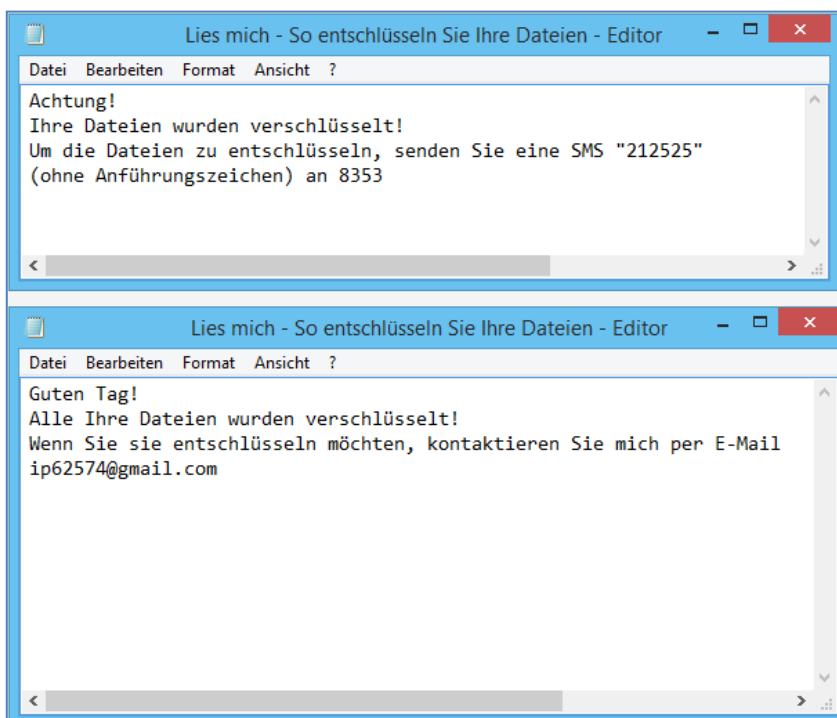 Lies mich - So entschlüsseln Sie Ihre Dateien - Editor
Datei Bearbeiten Format Ansicht ?
Achtung!
Ihre Dateien wurden verschlüsselt!
Um die Dateien zu entschlüsseln, senden Sie eine SMS "212525"
(ohne Anführungszeichen) an 8353
Lies mich - So entschlüsseln Sie Ihre Dateien - Editor
Datei Bearbeiten Format Ansicht ?
Guten Tag!
Alle Ihre Dateien wurden verschlüsselt!
Wenn Sie sie entschlüsseln möchten, kontaktieren Sie mich per E-Mail
ip62574@gmail.com